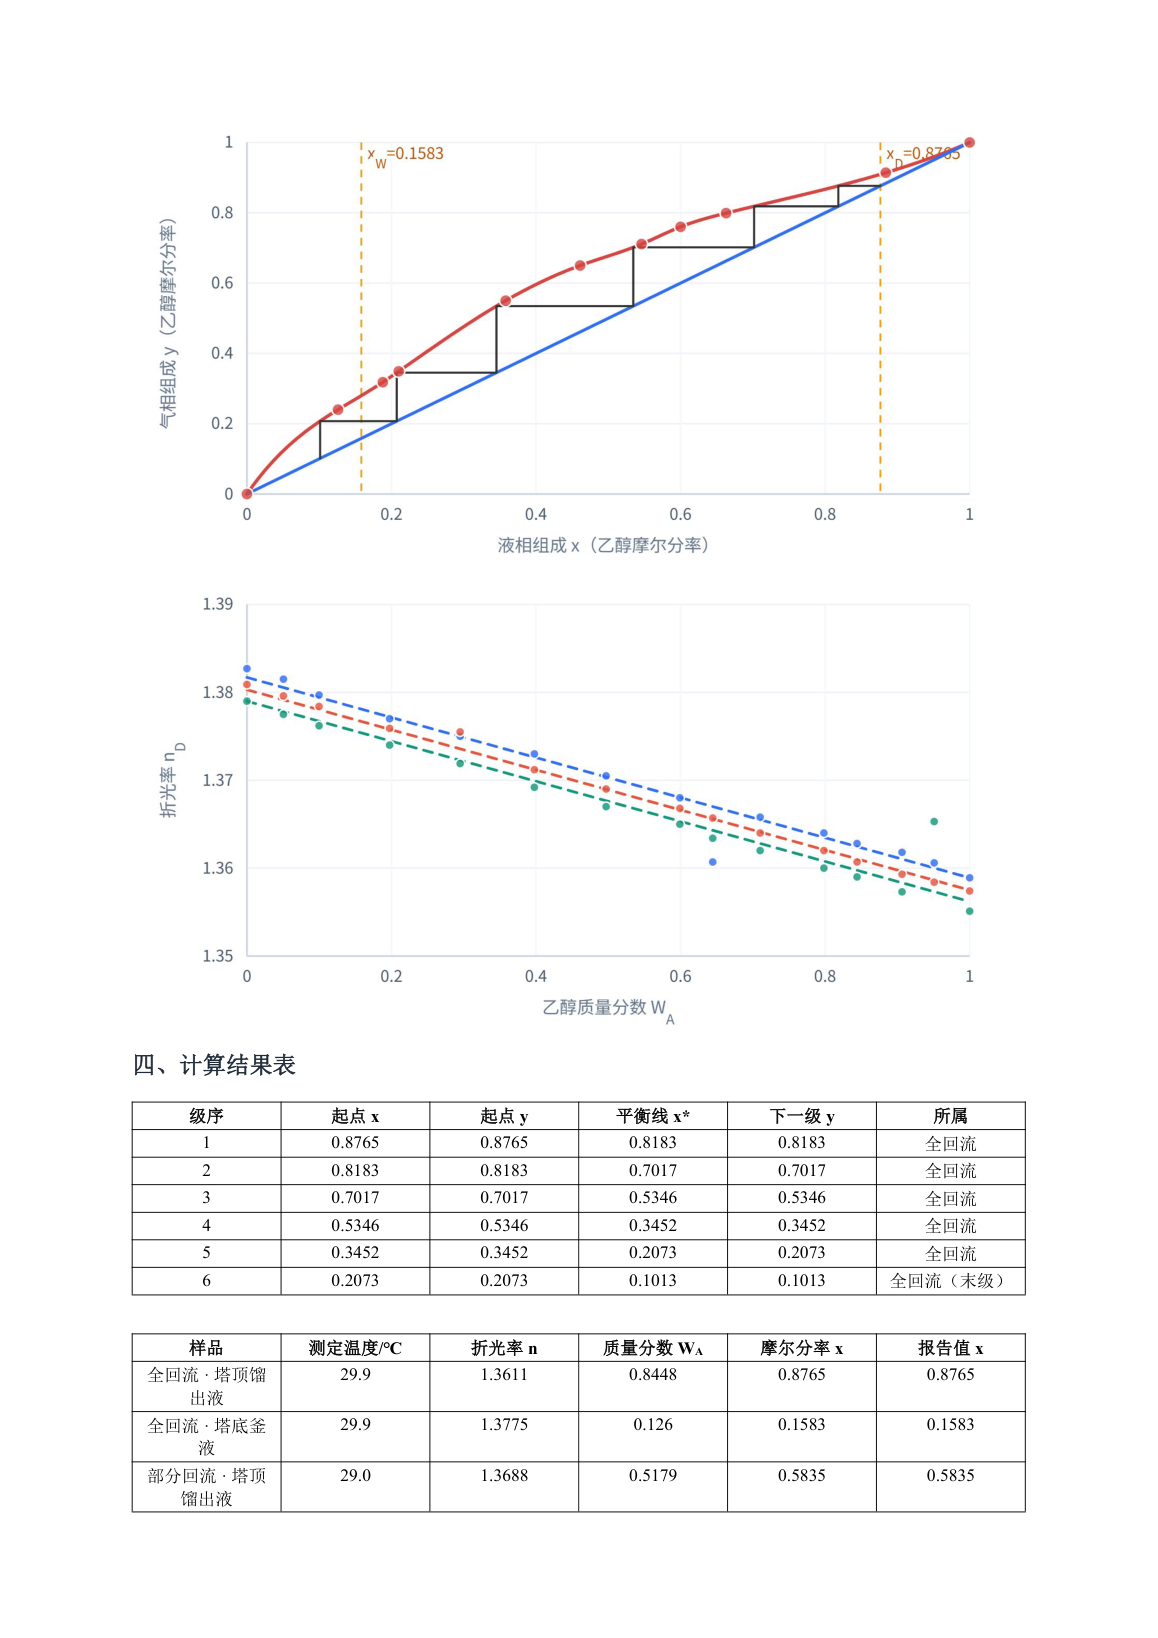 1
0.8
0.6
0.4
0.2
0
xW=0.1583
xD=0.8765
气相组成 y（乙醇摩尔分率）
0 0.2 0.4 0.6 0.8 1
液相组成 x（乙醇摩尔分率）
1.39
1.38
1.37
1.36
1.35
折光率 nD
0 0.2 0.4 0.6 0.8 1
乙醇质量分数 WA
四、计算结果表
级序 起点 x 起点 y 平衡线 x* 下一级 y 所属
1 0.8765 0.8765 0.8183 0.8183 全回流
2 0.8183 0.8183 0.7017 0.7017 全回流
3 0.7017 0.7017 0.5346 0.5346 全回流
4 0.5346 0.5346 0.3452 0.3452 全回流
5 0.3452 0.3452 0.2073 0.2073 全回流
6 0.2073 0.2073 0.1013 0.1013 全回流（末级）
样品 测定温度/°C 折光率 n 质量分数 WA 摩尔分率 x 报告值 x
全回流 · 塔顶馏 29.9 1.3611 0.8448 0.8765 0.8765
出液
全回流 · 塔底釜 29.9 1.3775 0.126 0.1583 0.1583
液
部分回流 · 塔顶 29.0 1.3688 0.5179 0.5835 0.5835
馏出液